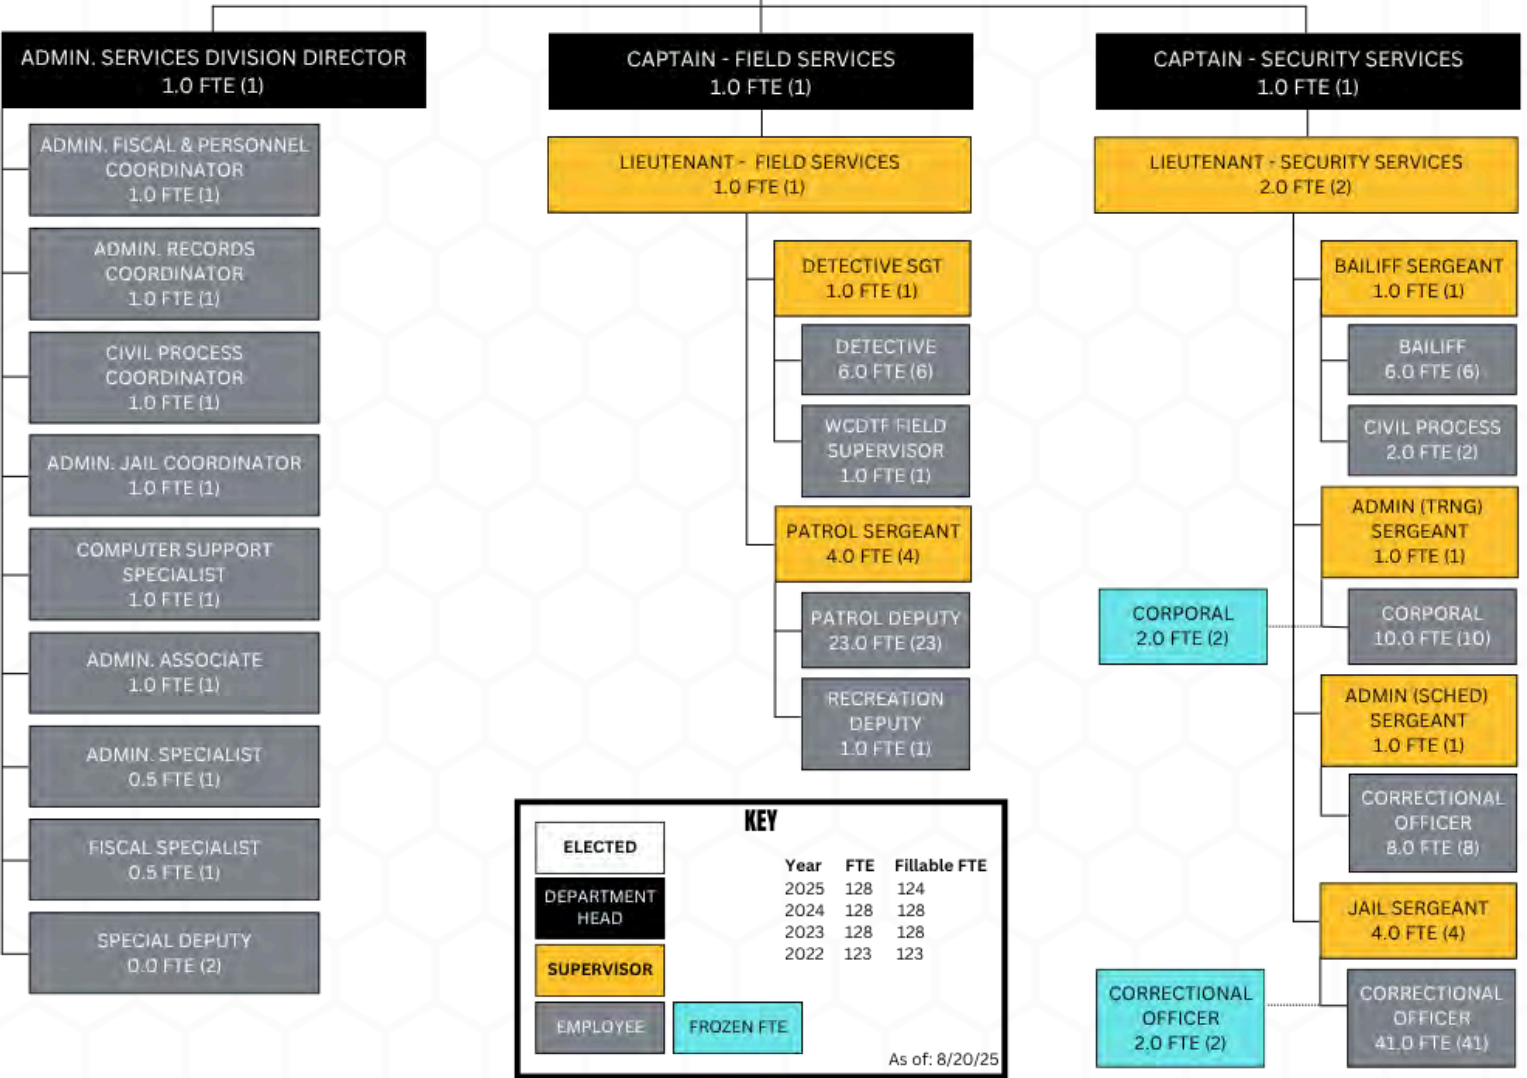 ADMIN. SERVICES DIVISION DIRECTOR
1.0 FTE (1)
ADMIN. FISCAL & PERSONNEL
COORDINATOR
1.0 FTE (1)
ADMIN. RECORDS
COORDINATOR
1.0 FTE (1)
CIVIL PROCESS
COORDINATOR
1.0 FTE (1)
ADMIN. JAIL COORDINATOR
1.0 FTE (1)
COMPUTER SUPPORT
SPECIALIST
1.0 FTE (1)
ADMIN. ASSOCIATE
1.0 FTE (1)
ADMIN. SPECIALIST
0.5 FTE (1)
FISCAL SPECIALIST
0.5 FTE (1)
SPECIAL DEPUTY
0.0 FTE (2)
CAPTAIN - FIELD SERVICES
1.0 FTE (1)
LIEUTENANT - FIELD SERVICES
1.0 FTE (1)
DETECTIVE SGT
1.0 FTE (1)
DETECTIVE
6.0 FTE (6)
WCDTF FIELD
SUPERVISOR
1.0 FTE (1)
PATROL SERGEANT
4.0 FTE (4)
PATROL DEPUTY
23.0 FTE (23)
RECREATION
DEPUTY
1.0 FTE (1)
CAPTAIN - SECURITY SERVICES
1.0 FTE (1)
LIEUTENANT - SECURITY SERVICES
2.0 FTE (2)
BAILIFF SERGEANT
1.0 FTE (1)
BAILIFF
6.0 FTE (6)
CIVIL PROCESS
2.0 FTE (2)
ADMIN (TRNG)
SERGEANT
1.0 FTE (1)
CORPORAL
2.0 FTE (2)
CORPORAL
10.0 FTE (10)
ADMIN (SCHED)
SERGEANT
1.0 FTE (1)
CORRECTIONAL
OFFICER
8.0 FTE (8)
JAIL SERGEANT
4.0 FTE (4)
CORRECTIONAL
OFFICER
2.0 FTE (2)
CORRECTIONAL
OFFICER
41.0 FTE (41)
KEY
ELECTED
DEPARTMENT
HEAD
SUPERVISOR
EMPLOYEE
FROZEN FTE
Year FTE Fillable FTE
2025 128 124
2024 128 128
2023 128 128
2022 123 123
As of: 8/20/25